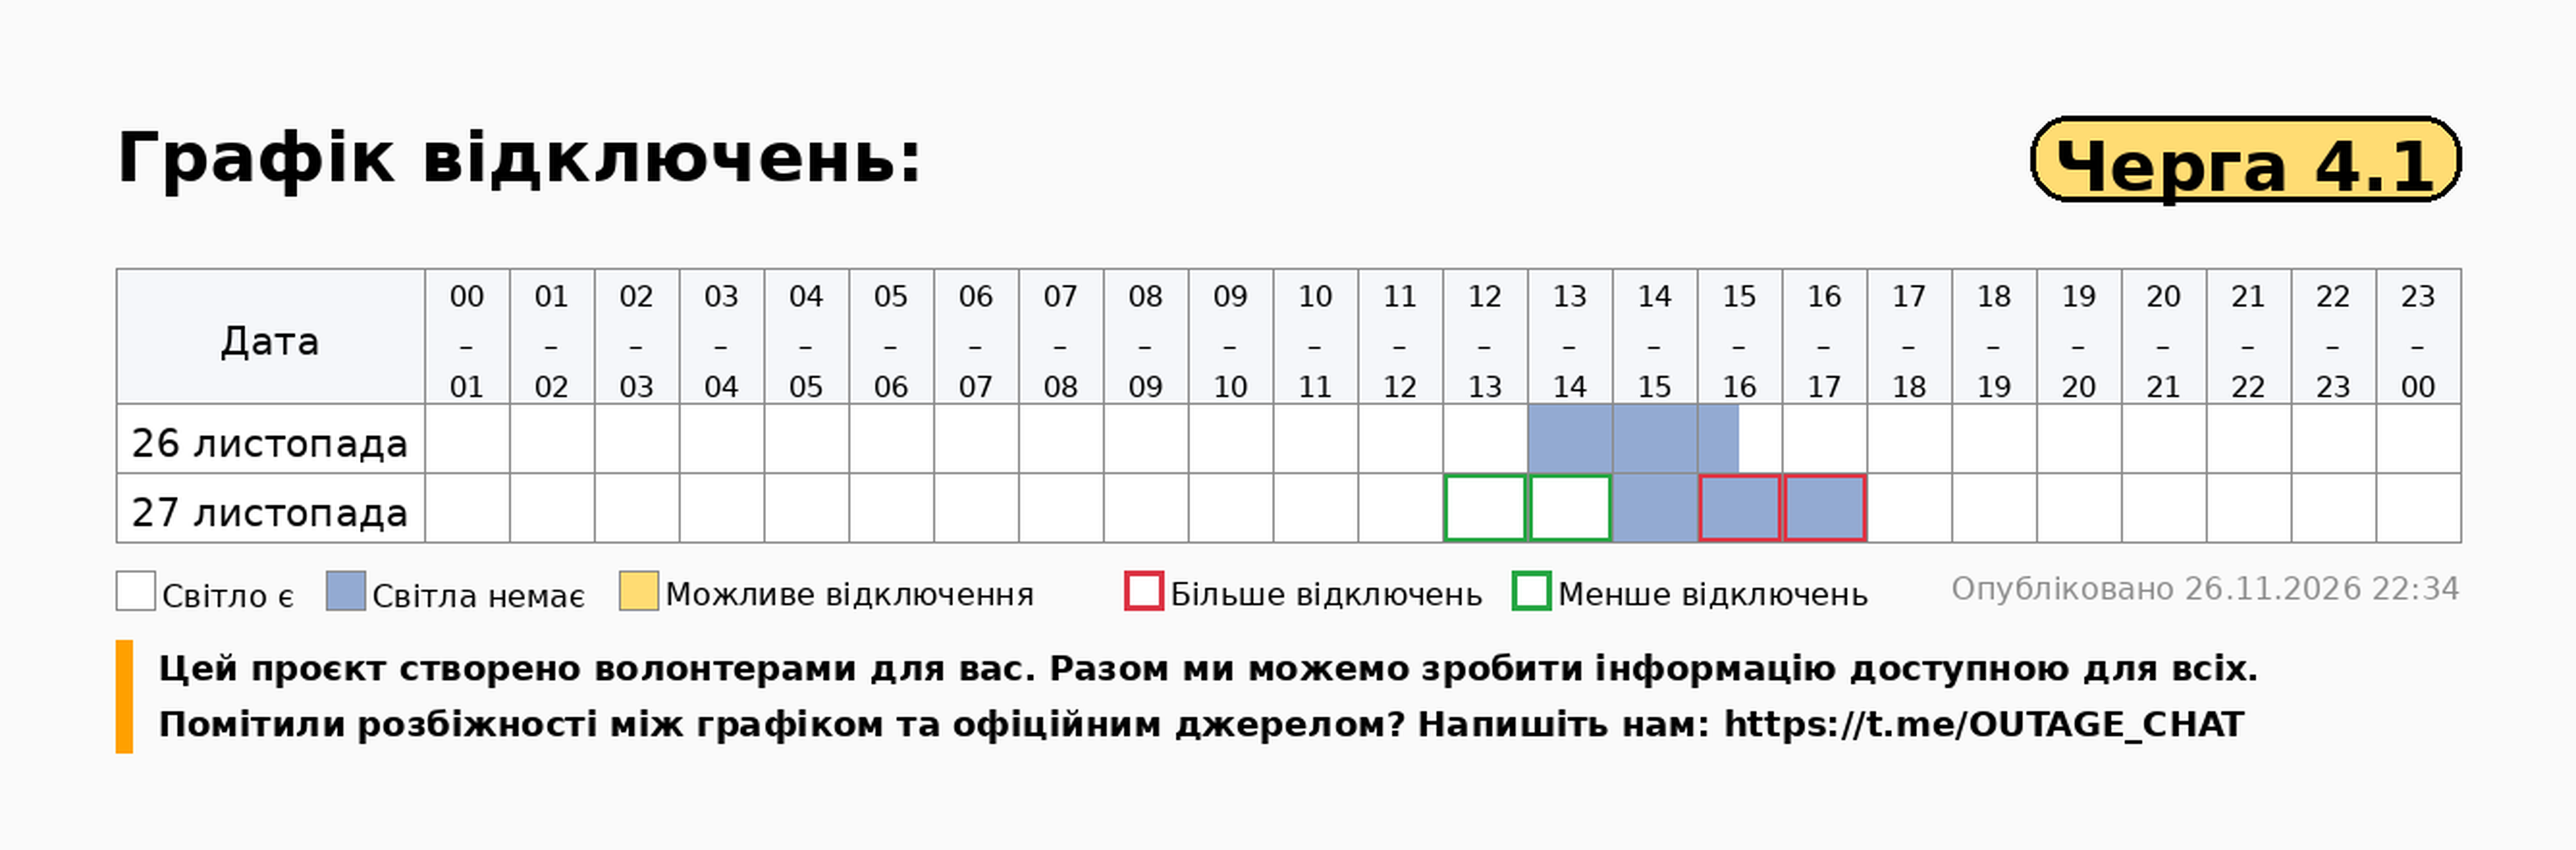 Графік відключень:
Черга 4.1
Дата 00 – 01 01 – 02 02 – 03 03 – 04 04 – 05 05 – 06 06 – 07 07 – 08 08 – 09 09 – 10 10 – 11 11 – 12 12 – 13 13 – 14 14 – 15 15 – 16 16 – 17 17 – 18 18 – 19 19 – 20 20 – 21 21 – 22 22 – 23 23 – 00
26 листопада
27 листопада
Світло є Світла немає Можливе відключення Більше відключень Менше відключень Опубліковано 26.11.2026 22:34
Цей проєкт створено волонтерами для вас. Разом ми можемо зробити інформацію доступною для всіх.
Помітили розбіжності між графіком та офіційним джерелом? Напишіть нам: https://t.me/OUTAGE_CHAT